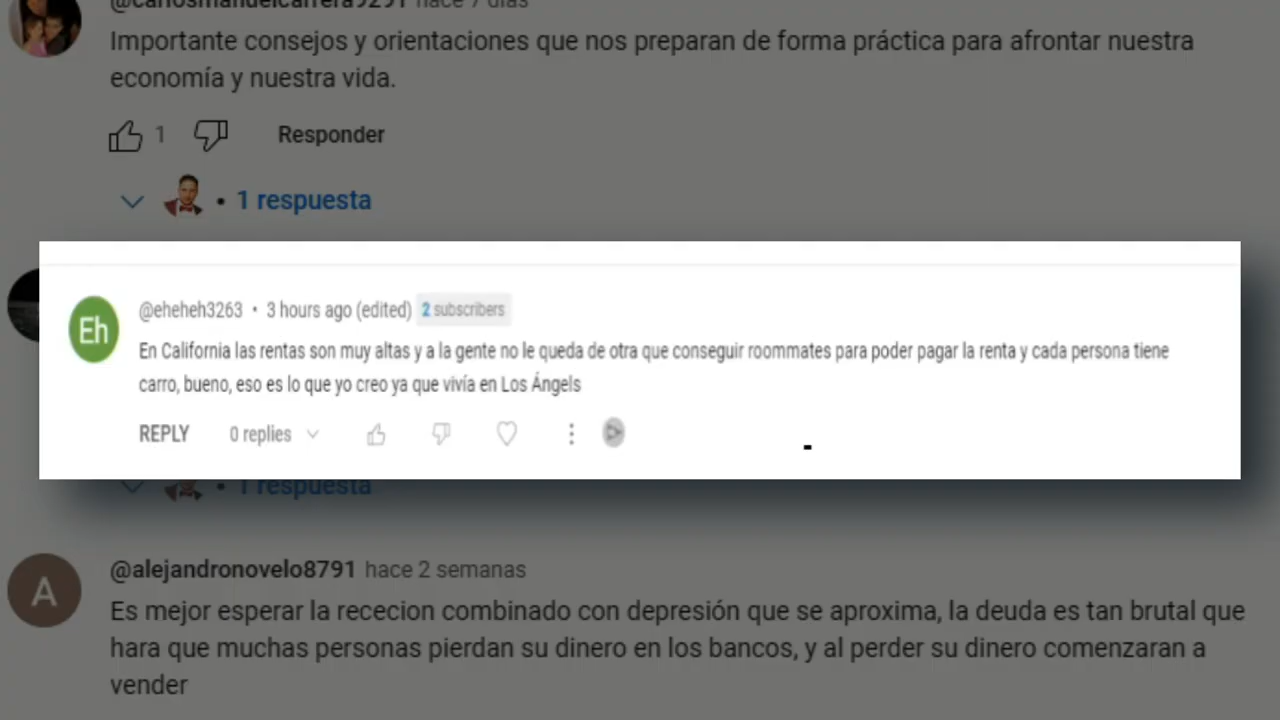 @carlosmanuelcarrera9291 hace 7 días
Importante consejos y orientaciones que nos preparan de forma práctica para afrontar nuestra
economía y nuestra vida.
1 Responder
• 1 respuesta
Eh
@eheheh3263 • 3 hours ago (edited) 2 subscribers
En California las rentas son muy altas y a la gente no le queda de otra que conseguir roommates para poder pagar la renta y cada persona tiene
carro, bueno, eso es lo que yo creo ya que vivía en Los Ángels
REPLY 0 replies
• 1 respuesta
A
@alejandronovelo8791 hace 2 semanas
Es mejor esperar la rececion combinado con depresión que se aproxima, la deuda es tan brutal que
hara que muchas personas pierdan su dinero en los bancos, y al perder su dinero comenzaran a
vender